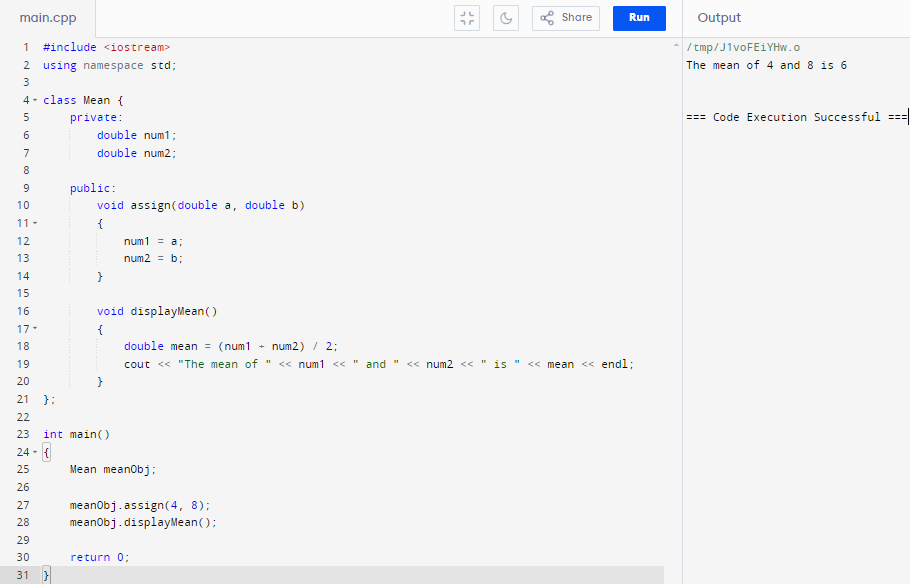 main.cpp Share Run Output
1 #include <iostream>
2 using namespace std;
3
4 class Mean {
5     private:
6         double num1;
7         double num2;
8
9     public:
10         void assign(double a, double b)
11         {
12             num1 = a;
13             num2 = b;
14         }
15
16         void displayMean()
17         {
18             double mean = (num1 + num2) / 2;
19             cout << "The mean of " << num1 << " and " << num2 << " is " << mean << endl;
20         }
21 };
22
23 int main()
24 {
25     Mean meanObj;
26
27     meanObj.assign(4, 8);
28     meanObj.displayMean();
29
30     return 0;
31 }
/tmp/J1voFEiYHw.o
The mean of 4 and 8 is 6
=== Code Execution Successful ===